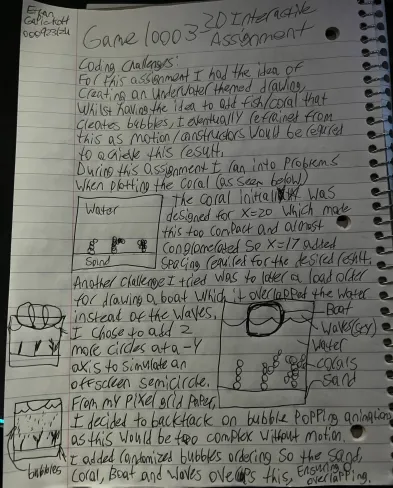 Game 10003-2D Interactive
Assignment
Coding Challenges:
For this assignment I had the idea of
creating an underwater themed drawing,
whilst having the idea to add fish/coral that
creates bubbles, I eventually refrained from
this as motion/constructors would be required
to achieve this result.
During this assignment I ran into problems
when plotting the coral (as seen below)
The coral initially was
designed for x=20 which made
this too compact and almost
conglomerated so x=17 added
spacing required for the desired result.
Water
Sand
Another challenge I tried was to later a load order
for drawing a boat which it overlapped the water
instead of the waves,
I chose to add 2
more circles at a -Y
axis to simulate an
offscreen semicircle.
Boat
Waves(sex)
Water
Corals
Sand
From my pixel grid paper,
I decided to backtrack on bubble popping animations
as this would be too complex without motion.
I added randomized bubbles ordering so the sand,
coral, boat and waves overlaps this, ensuring 0
overlapping.
bubbles